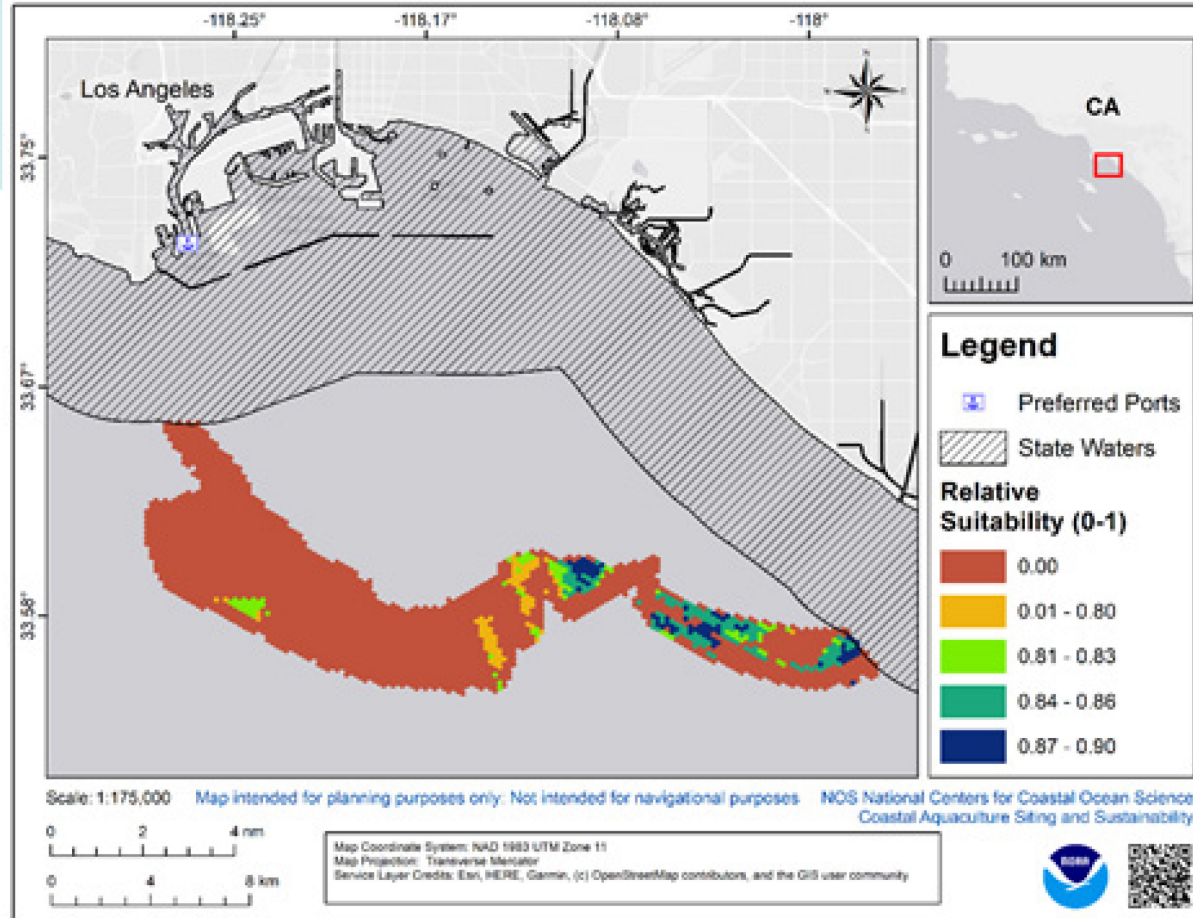 -118.25° -118.17° -118.08° -118°
Los Angeles
33.75°
33.67°
33.58°
CA
0 100 km
Legend
Preferred Ports
State Waters
Relative
Suitability (0-1)
0.00
0.01 - 0.80
0.81 - 0.83
0.84 - 0.86
0.87 - 0.90
Scale: 1:175,000 Map intended for planning purposes only: Not intended for navigational purposes NOS National Centers for Coastal Ocean Science
Coastal Aquaculture Siting and Sustainability
0 2 4 nm
0 4 8 km
Map Coordinate System: NAD 1983 UTM Zone 11
Map Projection: Transverse Mercator
Service Layer Credits: Esri, HERE, Garmin, (c) OpenStreetMap contributors, and the GIS user community
NOAA